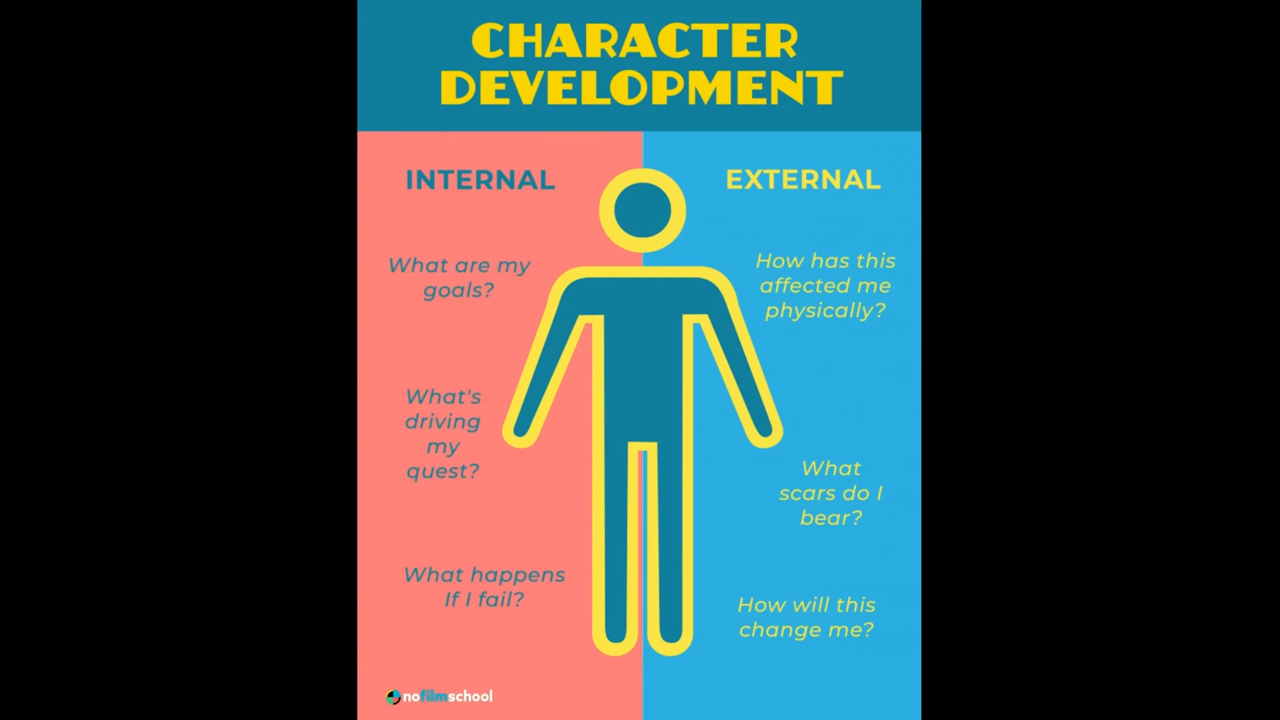 CHARACTER
DEVELOPMENT
INTERNAL
What are my
goals?
What's
driving
my
quest?
What happens
If I fail?
EXTERNAL
How has this
affected me
physically?
What
scars do I
bear?
How will this
change me?
nofilmschool